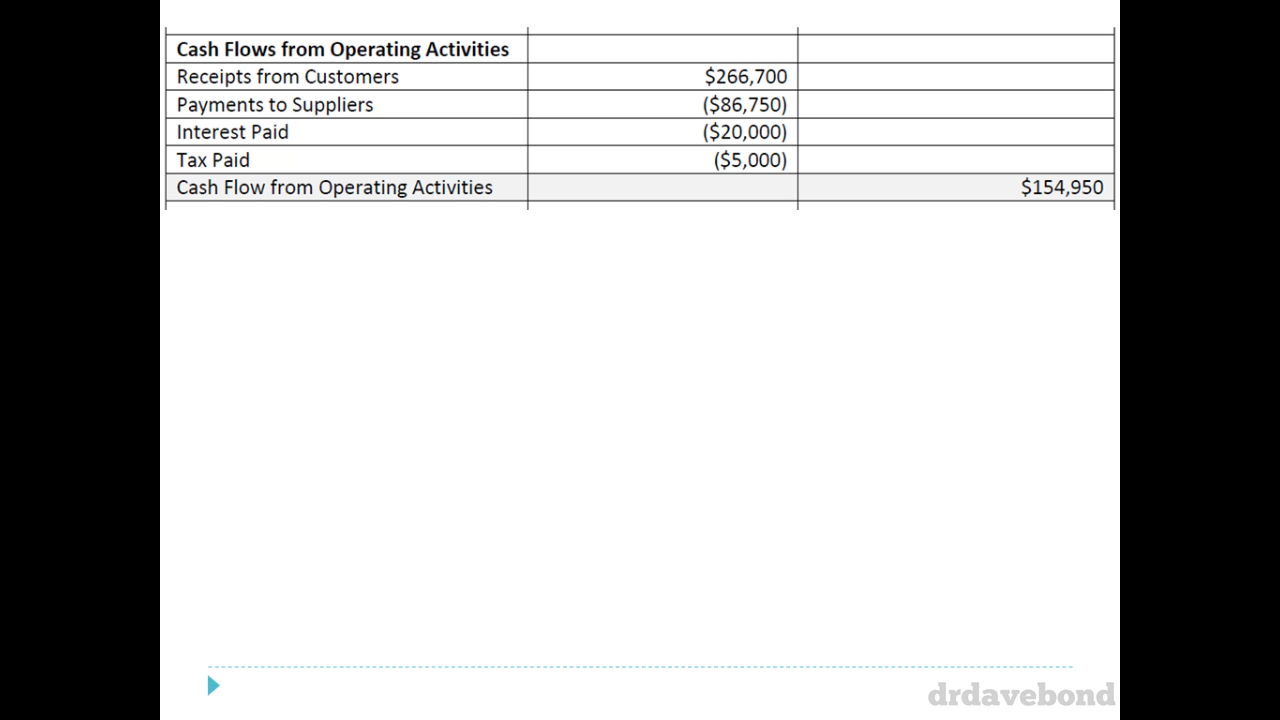 Cash Flows from Operating Activities
Receipts from Customers $266,700
Payments to Suppliers ($86,750)
Interest Paid ($20,000)
Tax Paid ($5,000)
Cash Flow from Operating Activities $154,950
drdavebond